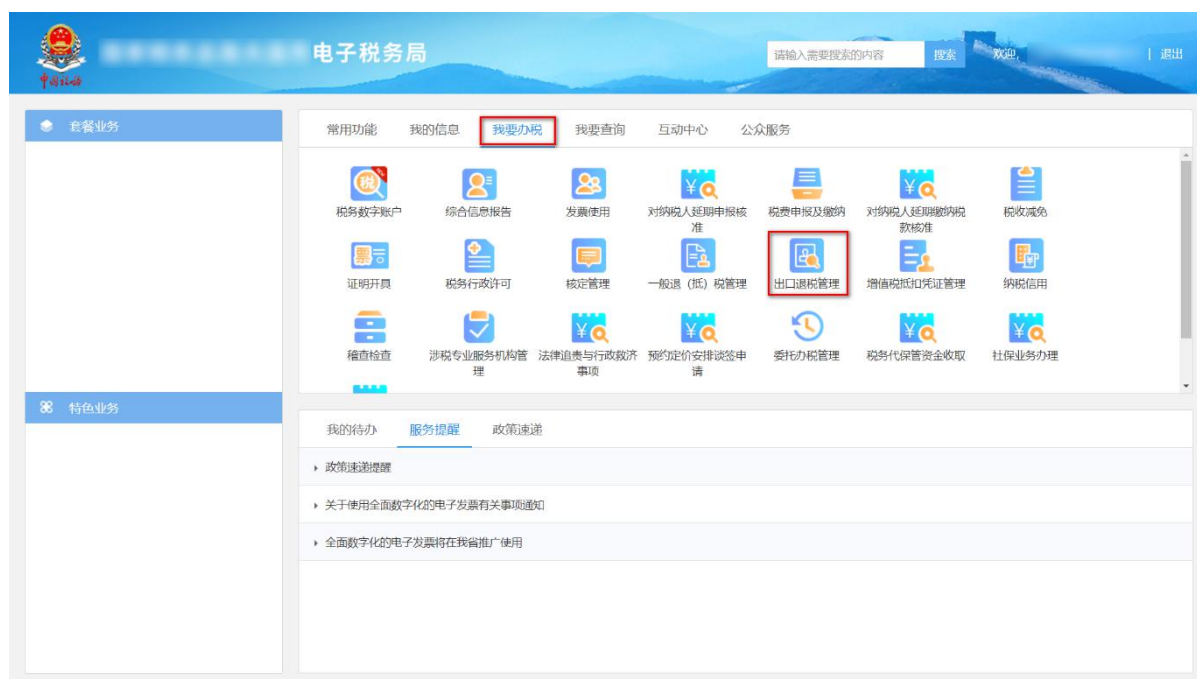 电子税务局
请输入需要搜索的内容 搜索 欢迎, | 退出
中国税务
套餐业务
常用功能 我的信息 我要办税 我要查询 互动中心 公众服务
税务数字账户 综合信息报告 发票使用 对纳税人延期申报核 税费申报及缴纳 对纳税人延期缴纳税 税收减免
准 款核准
证明开具 税务行政许可 核定管理 一般退（抵）税管理 出口退税管理 增值税抵扣凭证管理 纳税信用
稽查检查 涉税专业服务机构管 法律追责与行政救济 预约定价安排谈签申 委托办税管理 税务代保管资金收取 社保业务办理
理 事项 请
特色业务
我的待办 服务提醒 政策速递
政策速递提醒
关于使用全面数字化的电子发票有关事项通知
全面数字化的电子发票将在我省推广使用